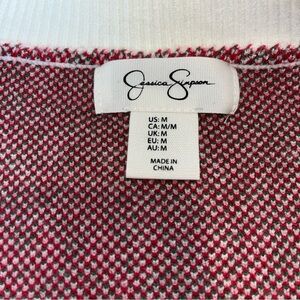 Jessica Simpson
US: M
CA: M/M
UK: M
EU: M
AU: M
MADE IN
CHINA